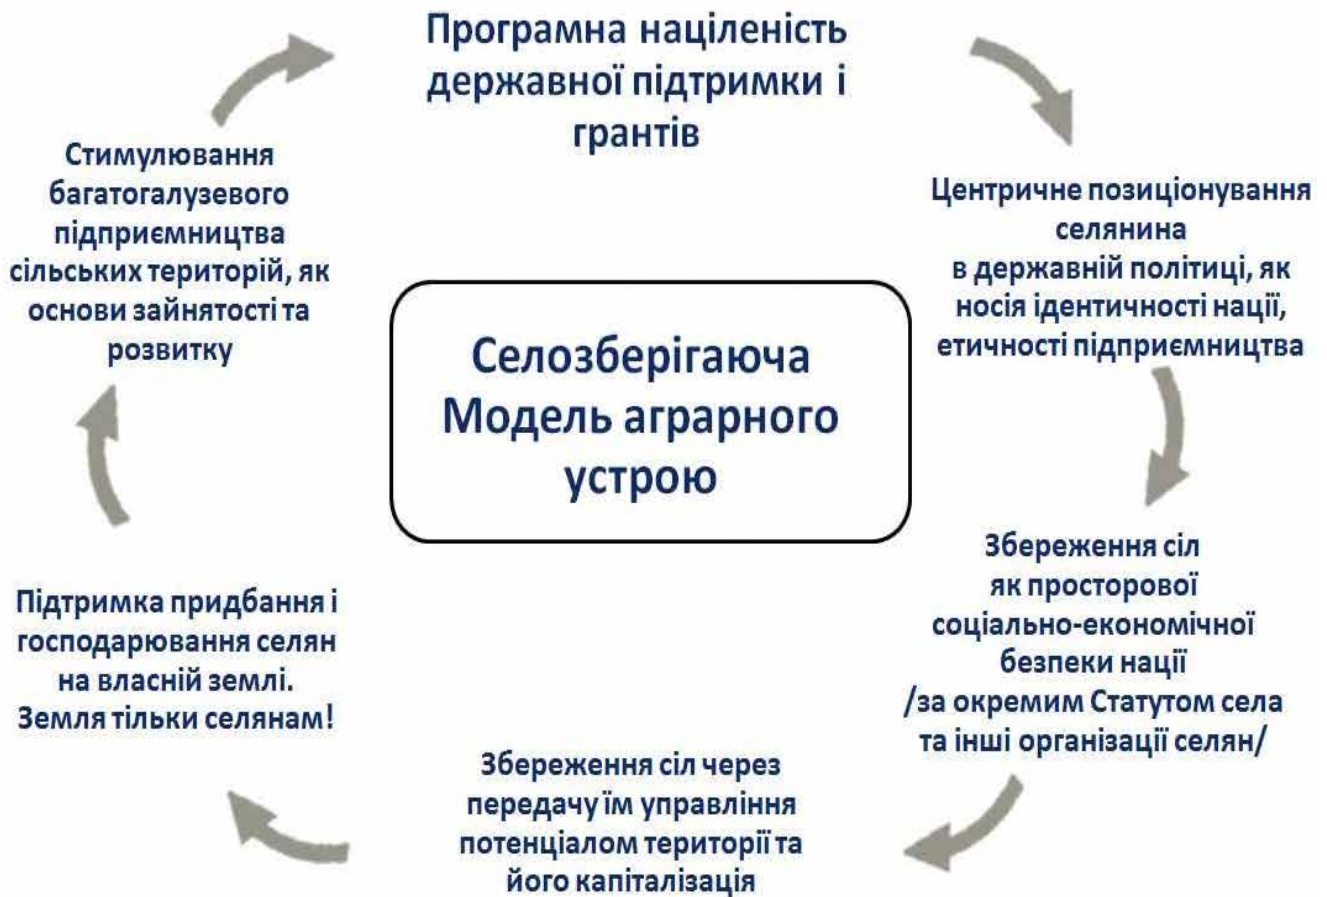 Програмна націленість
державної підтримки і
грантів
Центричне позиціонування
селянина
в державній політиці, як
носія ідентичності нації,
етичності підприємництва
Збереження сіл
як просторової
соціально-економічної
безпеки нації
/за окремим Статутом села
та інші організації селян/
Збереження сіл через
передачу їм управління
потенціалом території та
його капіталізація
Підтримка придбання і
господарювання селян
на власній землі.
Земля тільки селянам!
Стимулювання
багатогалузевого
підприємництва
сільських територій, як
основи зайнятості та
розвитку
Селозберігаюча
Модель аграрного
устрою